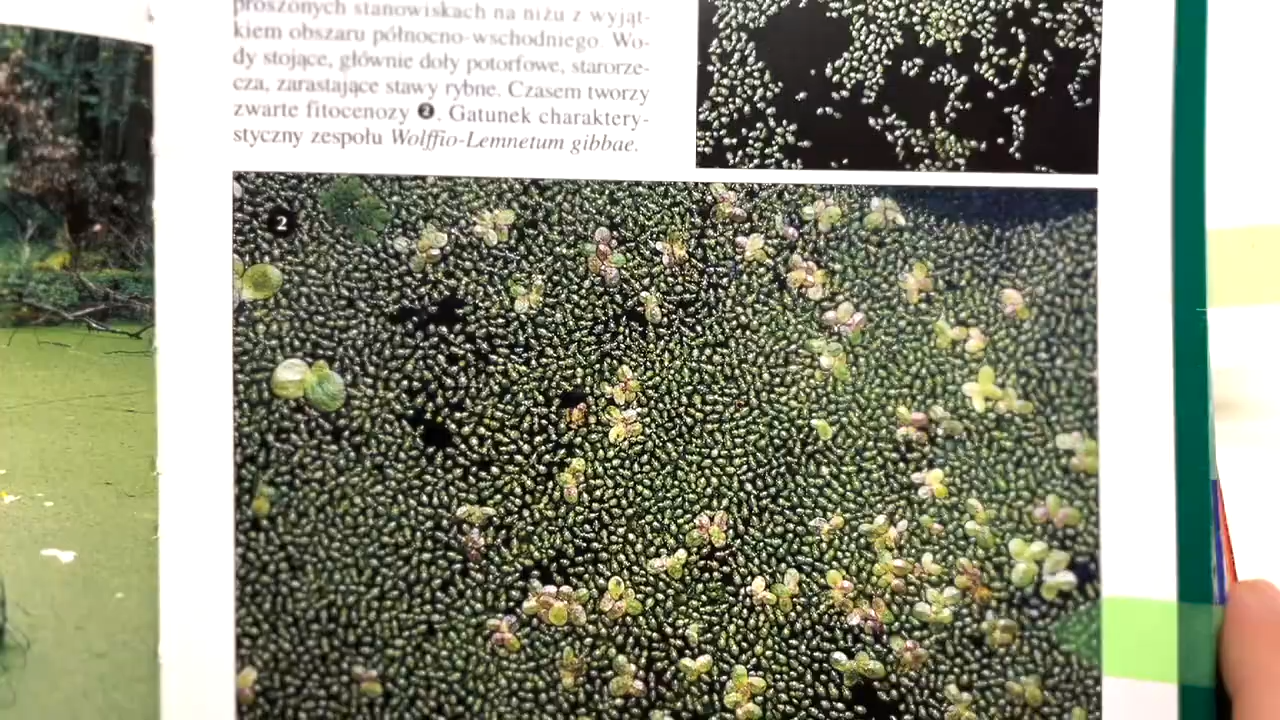 proszonych stanowiskach na niżu z wyjąt-
kiem obszaru północno-wschodniego. Wo-
dy stojące, głównie doły potorfowe, starorze-
cza, zarastające stawy rybne. Czasem tworzy
zwarte fitocenozy ❷. Gatunek charaktery-
styczny zespołu Wolffio-Lemnetum gibbae.
2